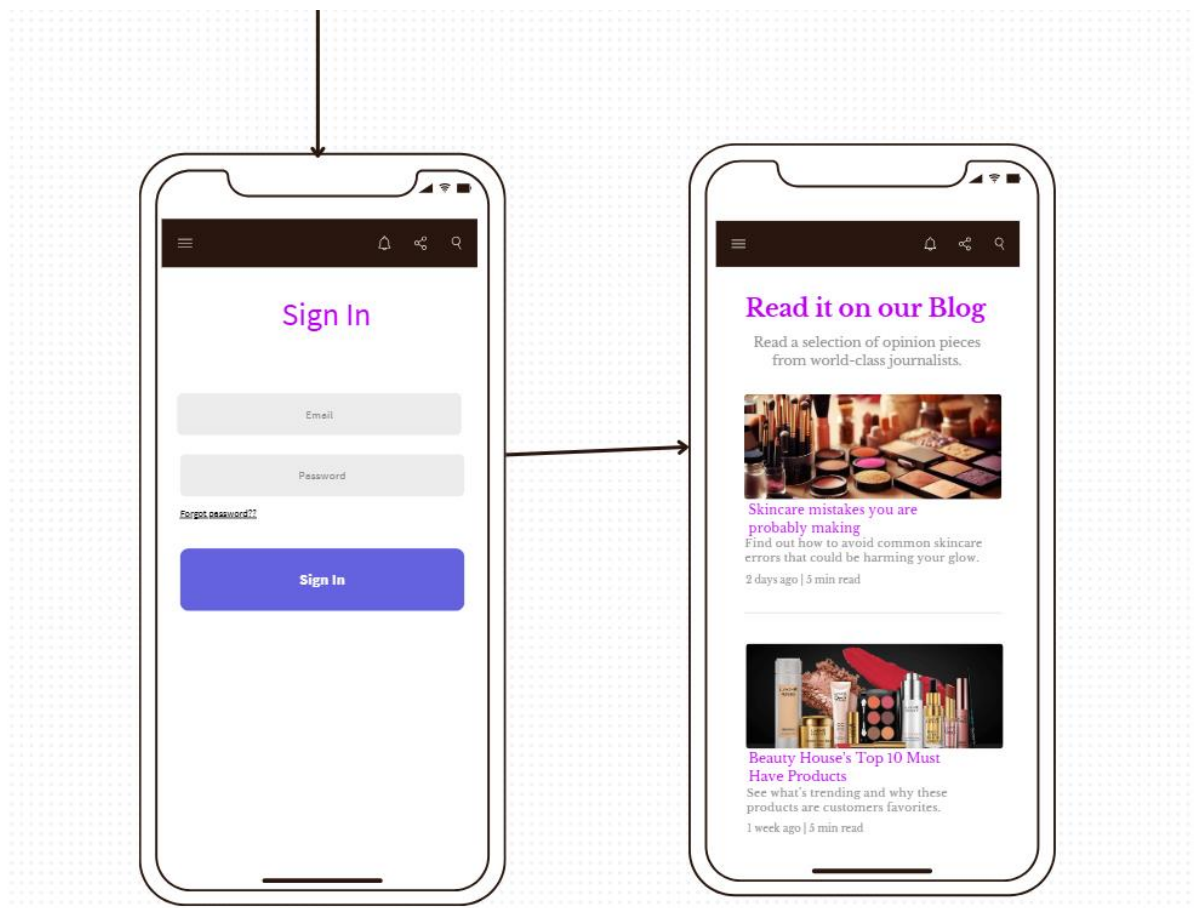 Sign In
Email
Password
Forgot password??
Sign In
Read it on our Blog
Read a selection of opinion pieces
from world-class journalists.
Skincare mistakes you are
probably making
Find out how to avoid common skincare
errors that could be harming your glow.
2 days ago | 5 min read
Beauty House's Top 10 Must
Have Products
See what's trending and why these
products are customers favorites.
1 week ago | 5 min read